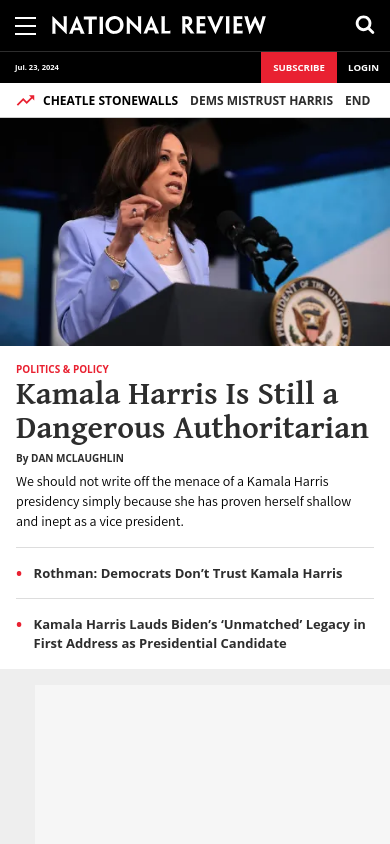 NATIONAL REVIEW
Jul. 23, 2024
SUBSCRIBE
LOGIN
CHEATLE STONEWALLS DEMS MISTRUST HARRIS END
POLITICS & POLICY
Kamala Harris Is Still a
Dangerous Authoritarian
By DAN MCLAUGHLIN
We should not write off the menace of a Kamala Harris
presidency simply because she has proven herself shallow
and inept as a vice president.
• Rothman: Democrats Don’t Trust Kamala Harris
• Kamala Harris Lauds Biden’s ‘Unmatched’ Legacy in
First Address as Presidential Candidate